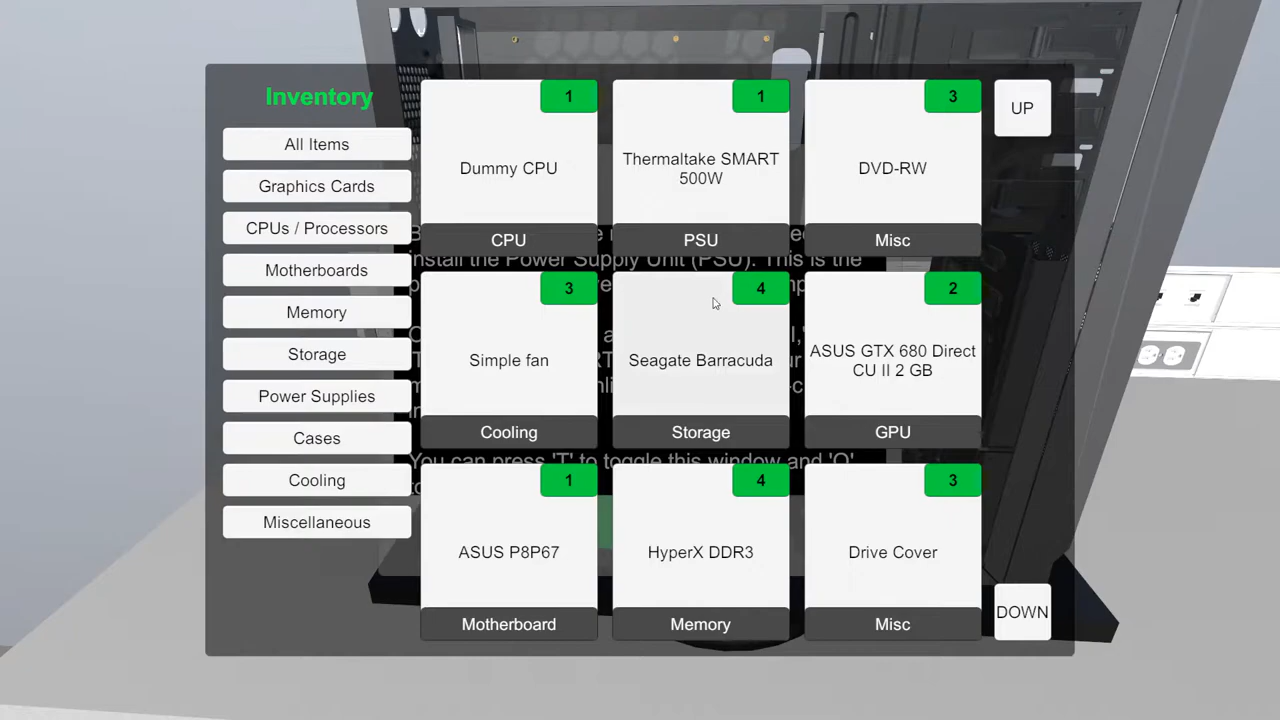 Inventory
All Items
Graphics Cards
CPUs / Processors
Motherboards
Memory
Storage
Power Supplies
Cases
Cooling
Miscellaneous
1
Dummy CPU
CPU
1
Thermaltake SMART
500W
PSU
3
DVD-RW
Misc
3
Simple fan
Cooling
4
Seagate Barracuda
Storage
2
ASUS GTX 680 Direct
CU II 2 GB
GPU
1
ASUS P8P67
Motherboard
4
HyperX DDR3
Memory
3
Drive Cover
Misc
UP
DOWN
install the Power Supply Unit (PSU). This is the
You can press 'T' to toggle this window and 'O'